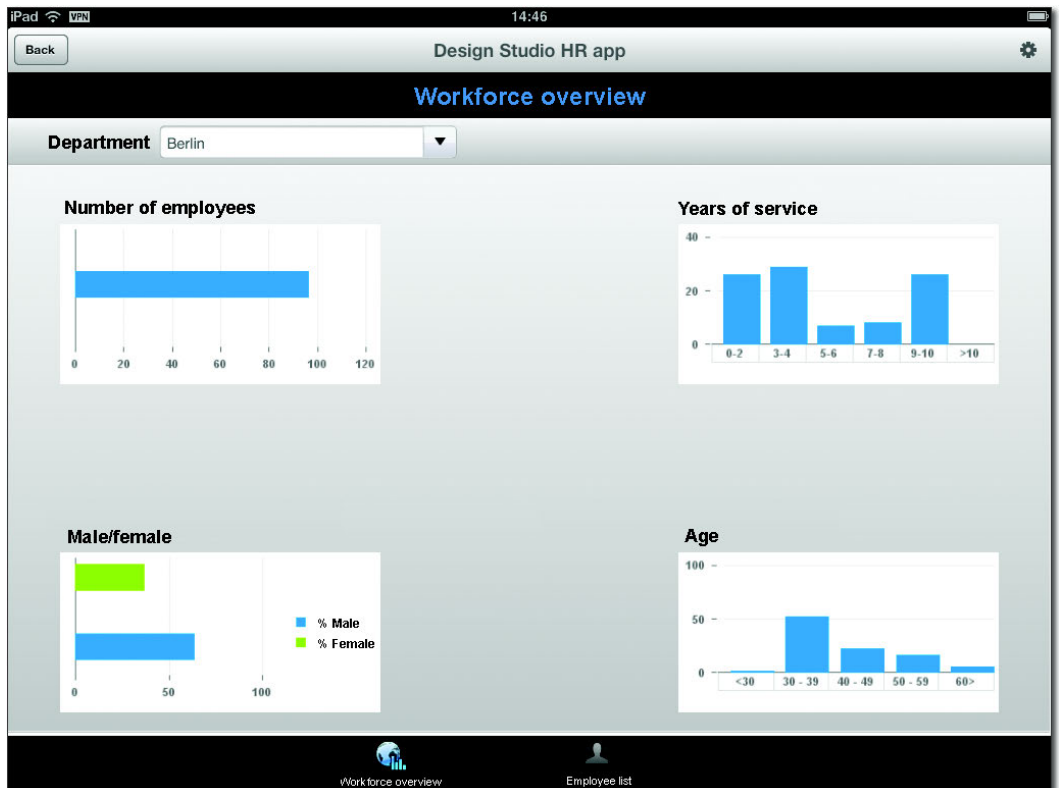 iPad VPN 14:46
Back Design Studio HR app
Workforce overview
Department Berlin
Number of employees
0 20 40 60 80 100 120
Years of service
40
20
0
0-2 3-4 5-6 7-8 9-10 >10
Male/female
% Male
% Female
0 50 100
Age
100
50
0
<30 30 - 39 40 - 49 50 - 59 60>
Workforce overview Employee list